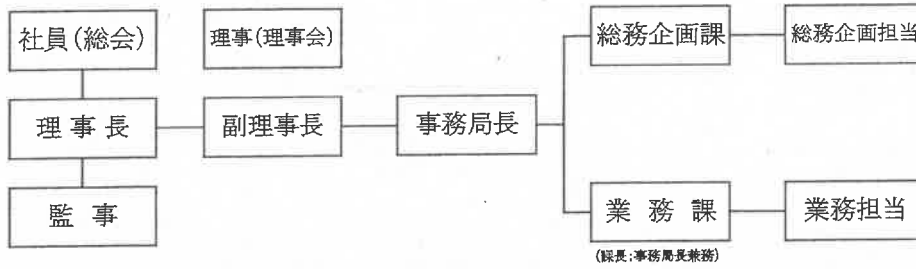 社員(総会)
理事(理事会)
総務企画課
総務企画担当
理事長
副理事長
事務局長
監事
業務課
業務担当
(課長;事務局長兼務)